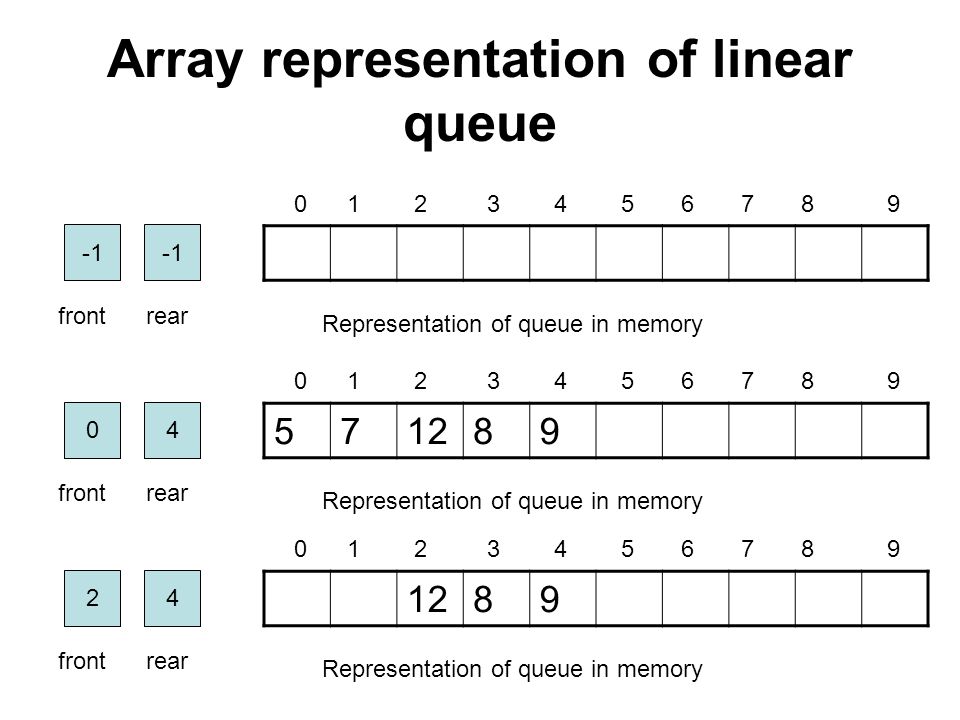 Array representation of linear
queue
0 1 2 3 4 5 6 7 8 9
-1 -1
front rear
Representation of queue in memory
0 1 2 3 4 5 6 7 8 9
0 4 5 7 12 8 9
front rear
Representation of queue in memory
0 1 2 3 4 5 6 7 8 9
2 4 12 8 9
front rear
Representation of queue in memory